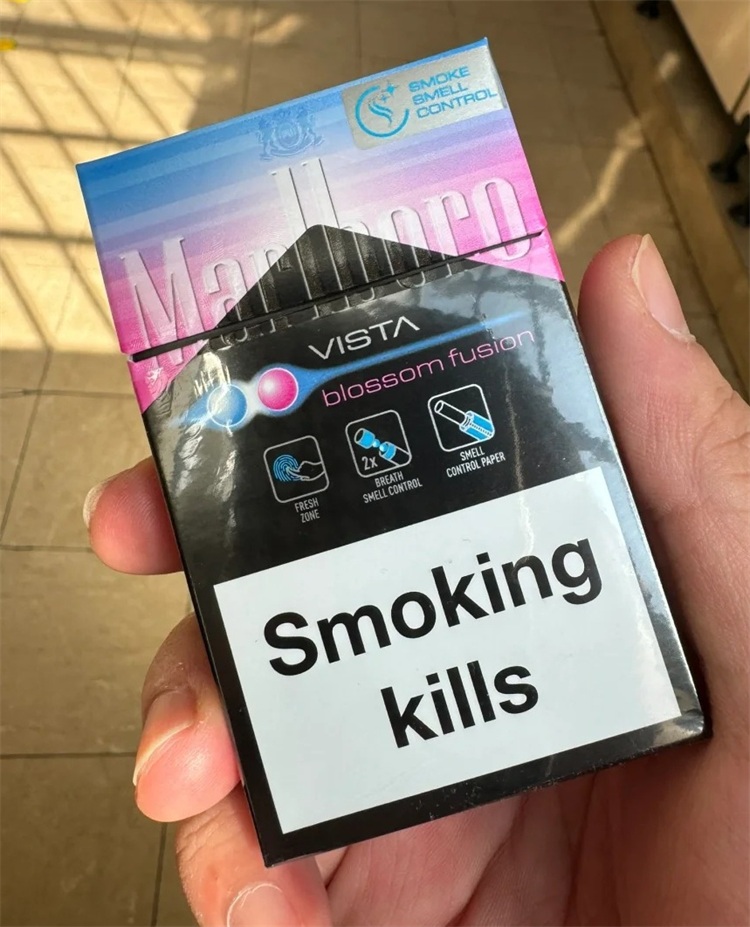 SMOKE
SMELL
CONTROL
Marlboro
VISTA
blossom fusion
FRESH
ZONE
2x
BREATH
SMELL CONTROL
SMELL
CONTROL PAPER
Smoking
kills